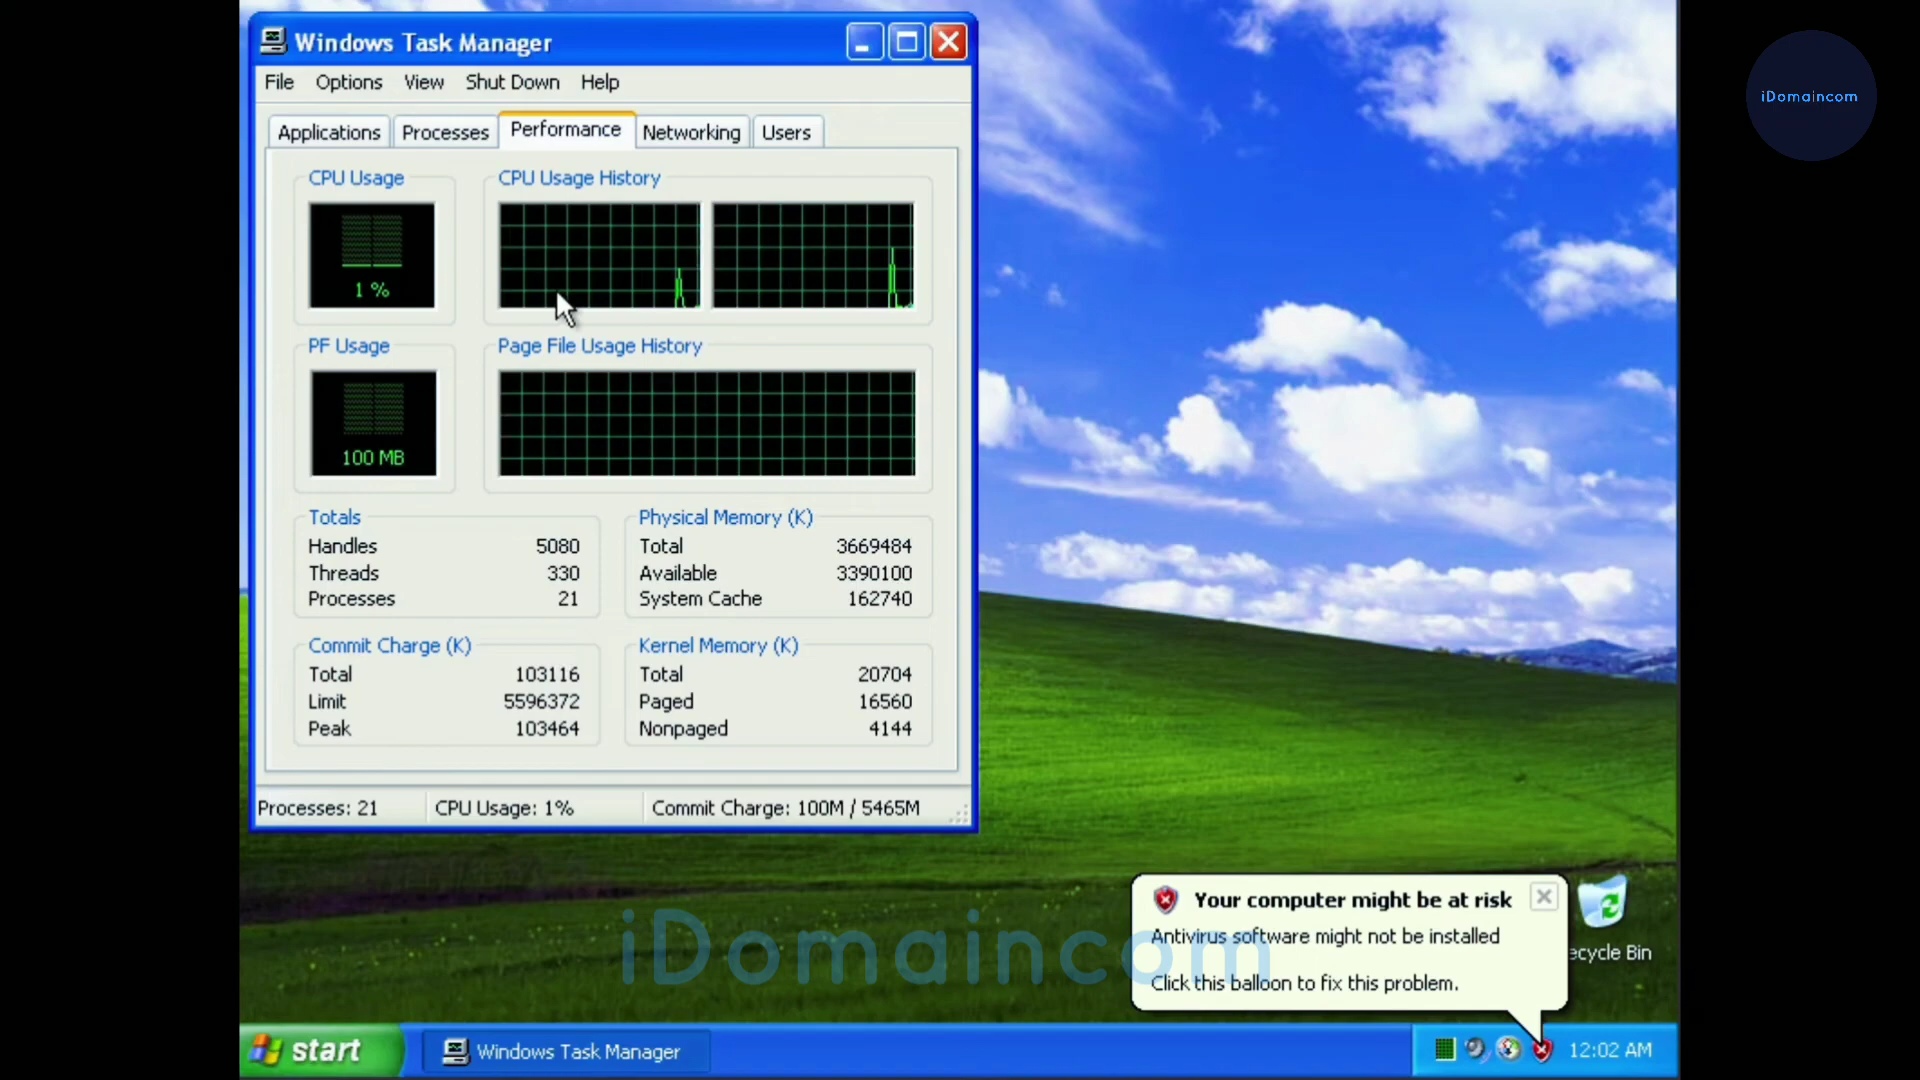 Windows Task Manager
File Options View Shut Down Help
Applications Processes Performance Networking Users
CPU Usage CPU Usage History
1 %
PF Usage Page File Usage History
100 MB
Totals
Handles 5080
Threads 330
Processes 21
Physical Memory (K)
Total 3669484
Available 3390100
System Cache 162740
Commit Charge (K)
Total 103116
Limit 5596372
Peak 103464
Kernel Memory (K)
Total 20704
Paged 16560
Nonpaged 4144
Processes: 21 CPU Usage: 1% Commit Charge: 100M / 5465M
iDomaincom
Your computer might be at risk
Antivirus software might not be installed
Click this balloon to fix this problem.
ecycle Bin
iDomaincom
start Windows Task Manager 12:02 AM